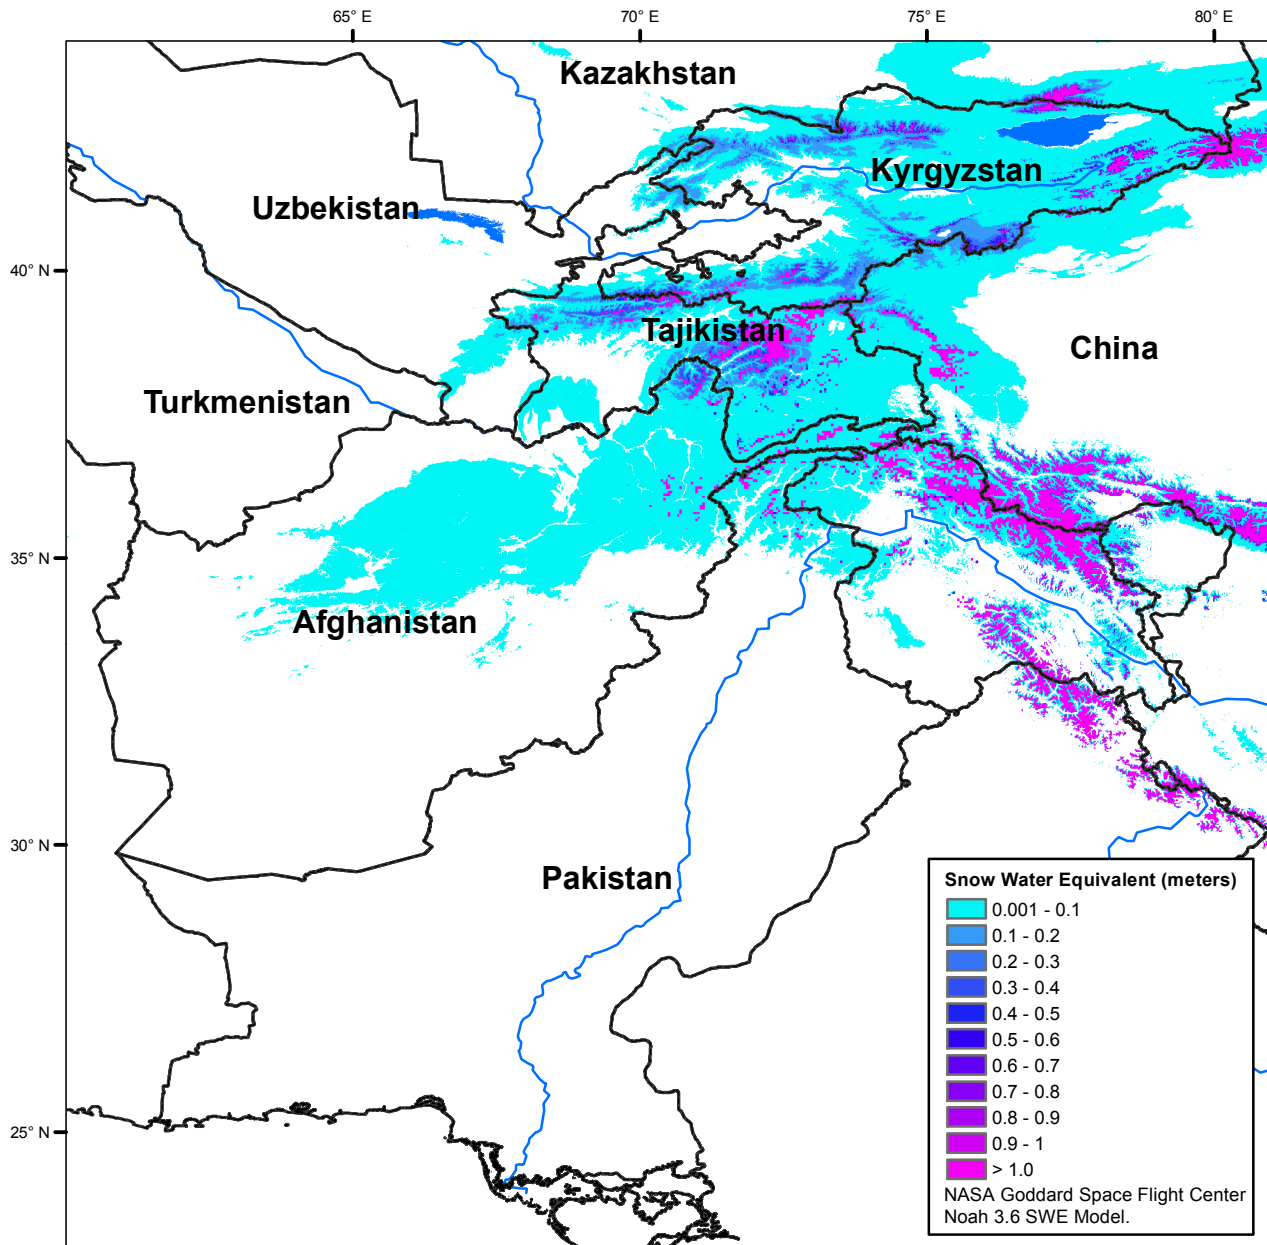 65° E
70° E
75° E
80° E
Kazakhstan
Kyrgyzstan
Uzbekistan
40° N
Tajikistan
China
Turkmenistan
35° N
Afghanistan
30° N
Pakistan
25° N
Snow Water Equivalent (meters)
0.001 - 0.1
0.1 - 0.2
0.2 - 0.3
0.3 - 0.4
0.4 - 0.5
0.5 - 0.6
0.6 - 0.7
0.7 - 0.8
0.8 - 0.9
0.9 - 1
> 1.0
NASA Goddard Space Flight Center
Noah 3.6 SWE Model.